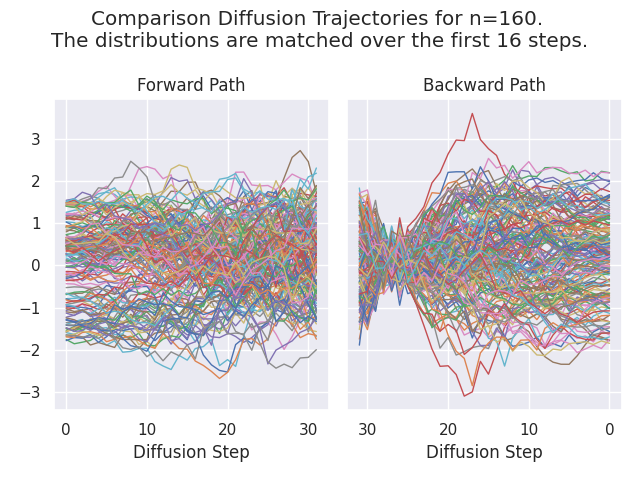 Comparison Diffusion Trajectories for n=160.
The distributions are matched over the first 16 steps.
Forward Path
Backward Path
3
2
1
0
−1
−2
−3
0
10
20
30
30
20
10
0
Diffusion Step
Diffusion Step